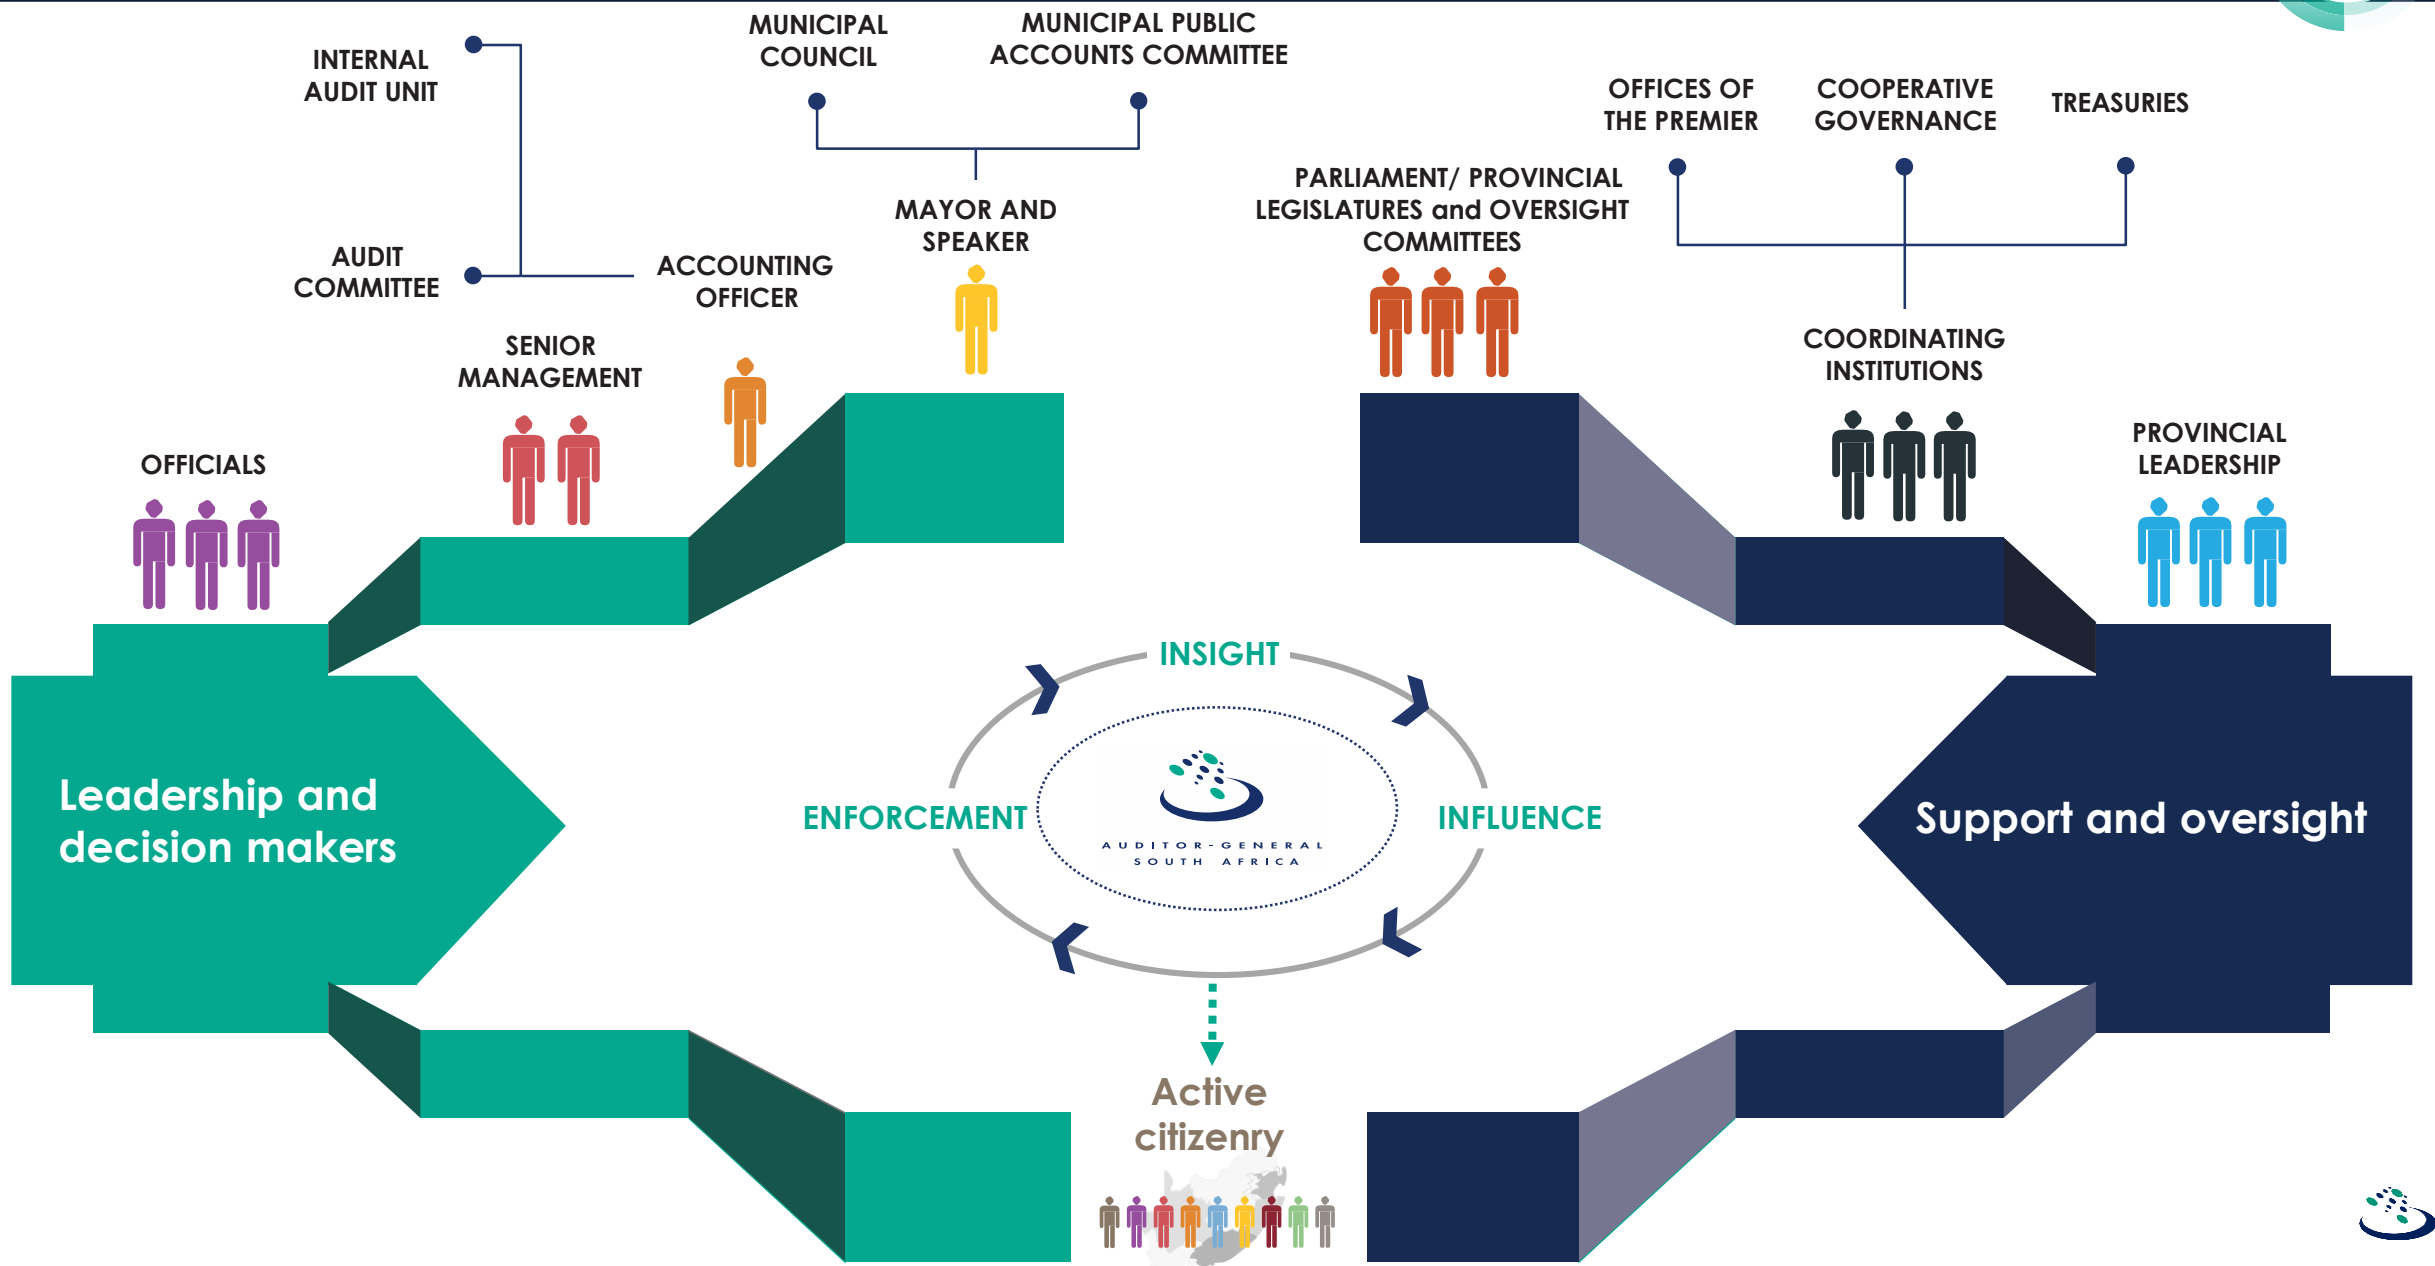 INTERNAL
AUDIT UNIT
AUDIT
COMMITTEE
MUNICIPAL
COUNCIL
MUNICIPAL PUBLIC
ACCOUNTS COMMITTEE
MAYOR AND
SPEAKER
ACCOUNTING
OFFICER
SENIOR
MANAGEMENT
OFFICIALS
PARLIAMENT/ PROVINCIAL
LEGISLATURES and OVERSIGHT
COMMITTEES
OFFICES OF
THE PREMIER
COOPERATIVE
GOVERNANCE
TREASURIES
COORDINATING
INSTITUTIONS
PROVINCIAL
LEADERSHIP
Leadership and
decision makers
INSIGHT
ENFORCEMENT
INFLUENCE
AUDITOR-GENERAL
SOUTH AFRICA
Support and oversight
Active
citizenry